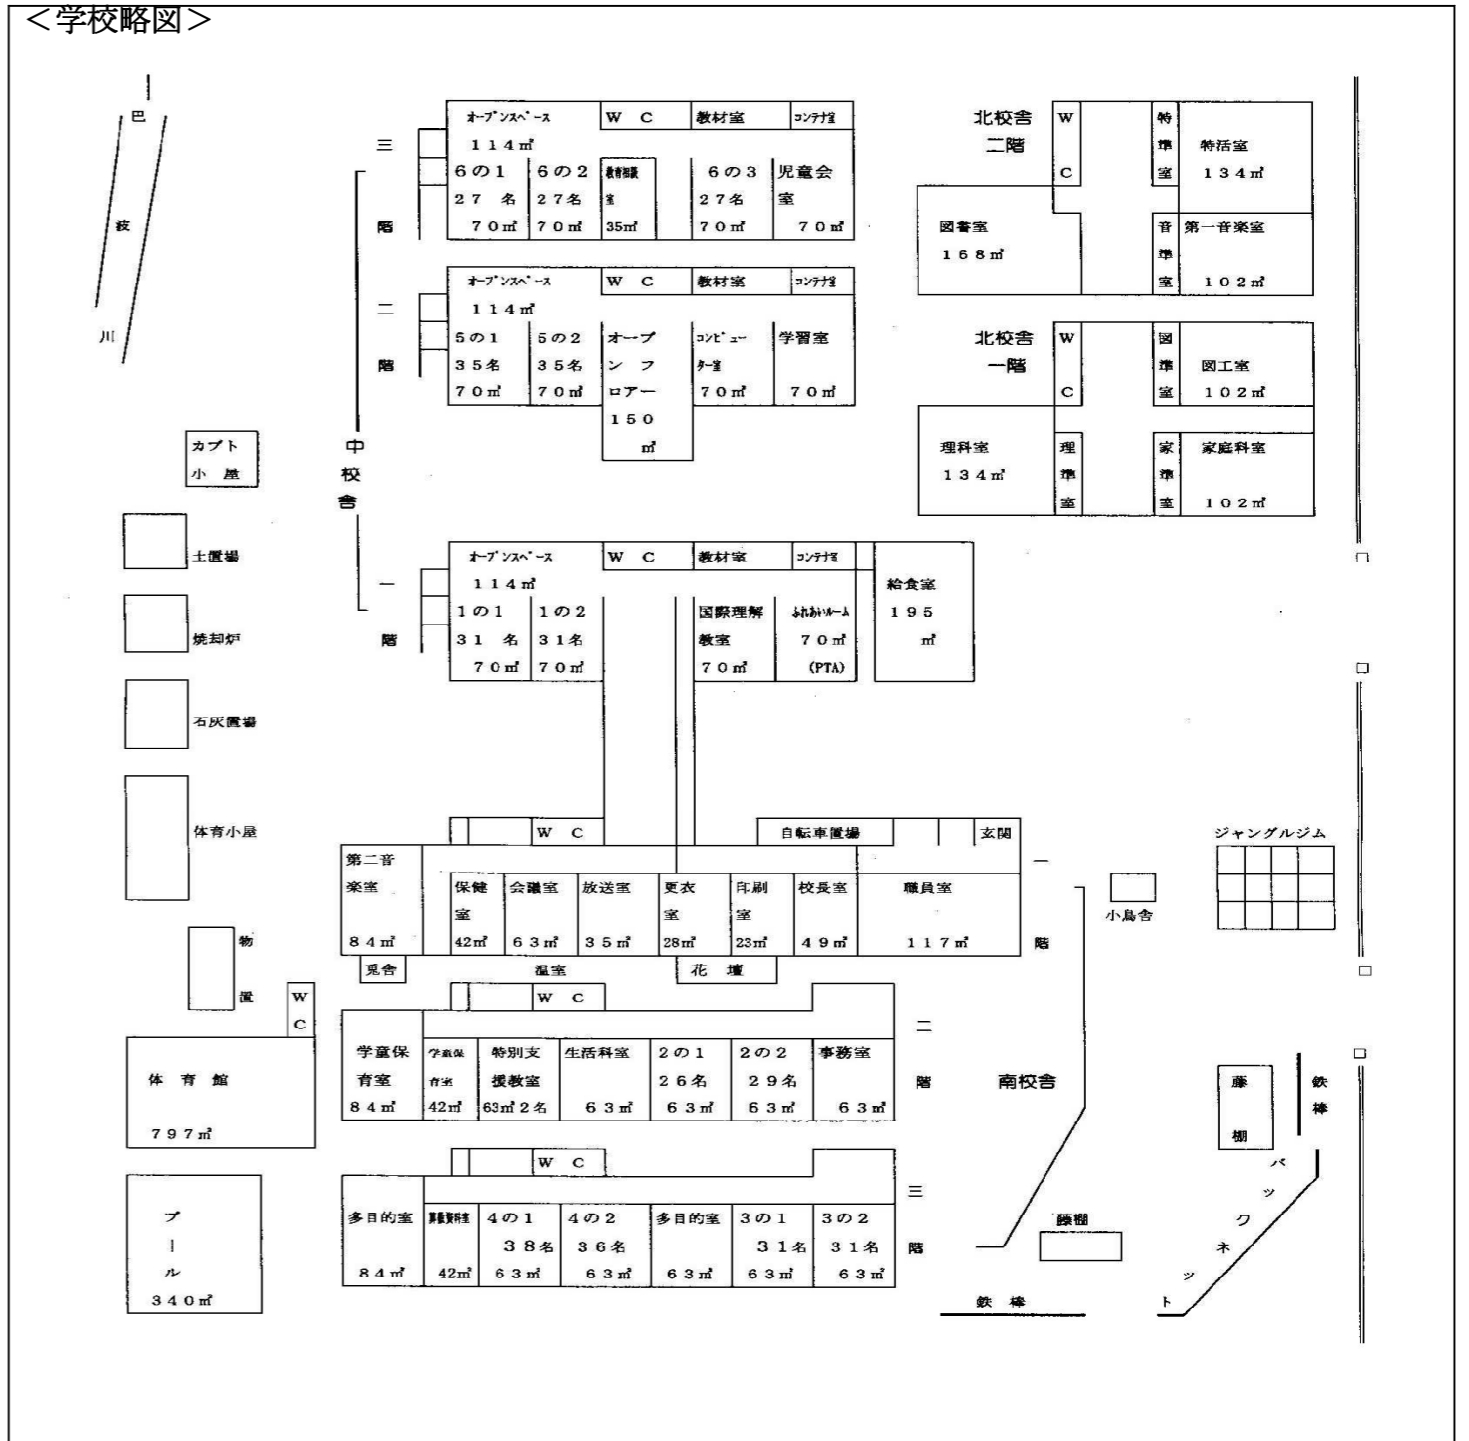 ＜学校略図＞
巴
波
川
三
階
オープンスペース
114㎡
WC
教材室
コンテナ室
6の1
27名
70㎡
6の2
27名
70㎡
教育相談
室
35㎡
6の3
27名
70㎡
児童会
室
70㎡
二
階
オープンスペース
114㎡
WC
教材室
コンテナ室
5の1
35名
70㎡
5の2
35名
70㎡
オープ
ンフ
ロアー
150
㎡
コンピュー
ター室
70㎡
学習室
70㎡
中校舎
北校舎
二階
WC
特準室
特活室
134㎡
図書室
168㎡
音準室
第一音楽室
102㎡
北校舎
一階
WC
図準室
図工室
102㎡
理科室
134㎡
理準室
家準室
家庭科室
102㎡
カブト
小屋
土置場
焼却炉
石灰置場
体育小屋
物置
WC
体育館
797㎡
プール
340㎡
一
階
オープンスペース
114㎡
WC
教材室
コンテナ室
1の1
31名
70㎡
1の2
31名
70㎡
国際理解
教室
70㎡
ふれあいルーム
70㎡
(PTA)
給食室
195
㎡
WC
自転車置場
玄関
一
階
第二音
楽室
84㎡
保健
室
42㎡
会議室
63㎡
放送室
35㎡
更衣
室
28㎡
印刷
室
23㎡
校長室
49㎡
職員室
117㎡
兎舎
温室
花壇
WC
二
階
学童保
育室
84㎡
学童保
育室
42㎡
特別支
援教室
63㎡2名
生活科室
63㎡
2の1
26名
63㎡
2の2
29名
63㎡
事務室
63㎡
WC
三
階
多目的室
84㎡
算数資料室
42㎡
4の1
38名
63㎡
4の2
36名
63㎡
多目的室
63㎡
3の1
31名
63㎡
3の2
31名
63㎡
南校舎
小鳥舎
ジャングルジム
藤棚
鉄棒
バックネット
藤棚
鉄棒